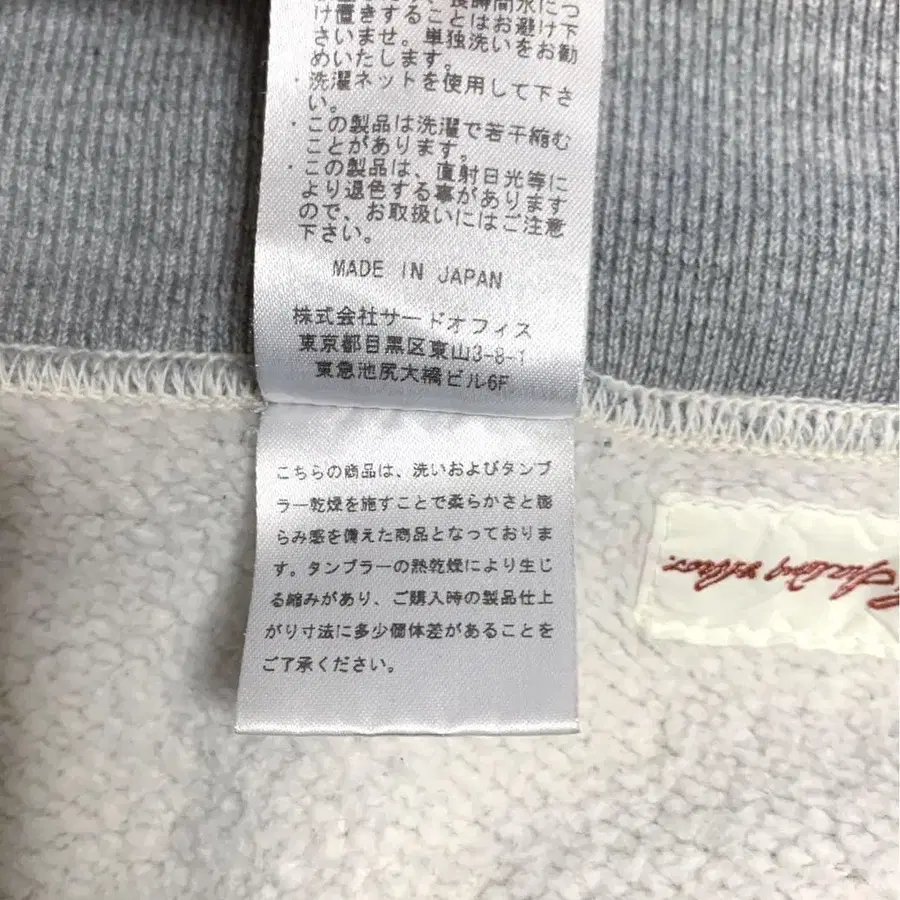 長時間水につ
け置きすることはお避け下
さいませ。単独洗いをお勧
めいたします。
・洗濯ネットを使用して下さ
い。
・この製品は洗濯で若干縮む
ことがあります。
・この製品は、直射日光等に
より退色する事があります
ので、お取扱いにはご注意
下さい。
MADE IN JAPAN
株式会社サードオフィス
東京都目黒区東山3-8-1
東急池尻大橋ビル6F
こちらの商品は、洗いおよびタンブ
ラー乾燥を施すことで柔らかさと膨
らみ感を備えた商品となっておりま
す。タンブラーの熱乾燥により生じ
る縮みがあり、ご購入時の製品仕上
がり寸法に多少個体差があることを
ご了承ください。